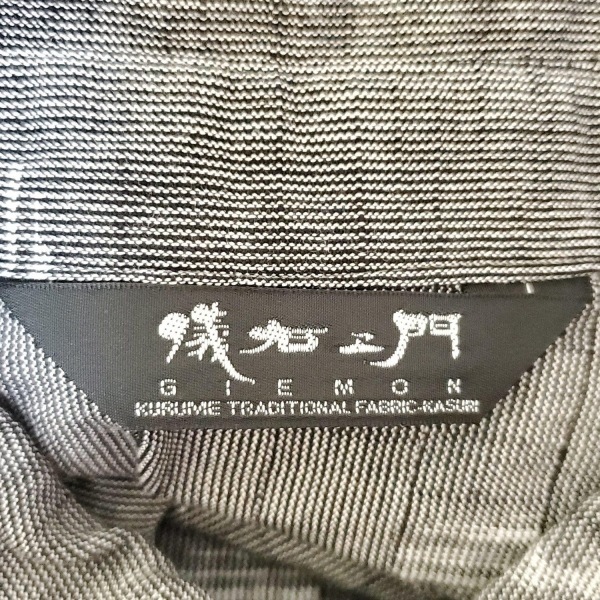 儀右ヱ門
GIEMON
KURUME TRADITIONAL FABRIC-KASURI